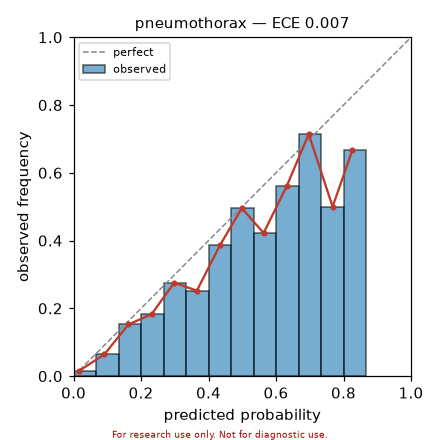 pneumothorax — ECE 0.007
perfect
observed
observed frequency
1.0
0.8
0.6
0.4
0.2
0.0
0.0 0.2 0.4 0.6 0.8 1.0
predicted probability
For research use only. Not for diagnostic use.